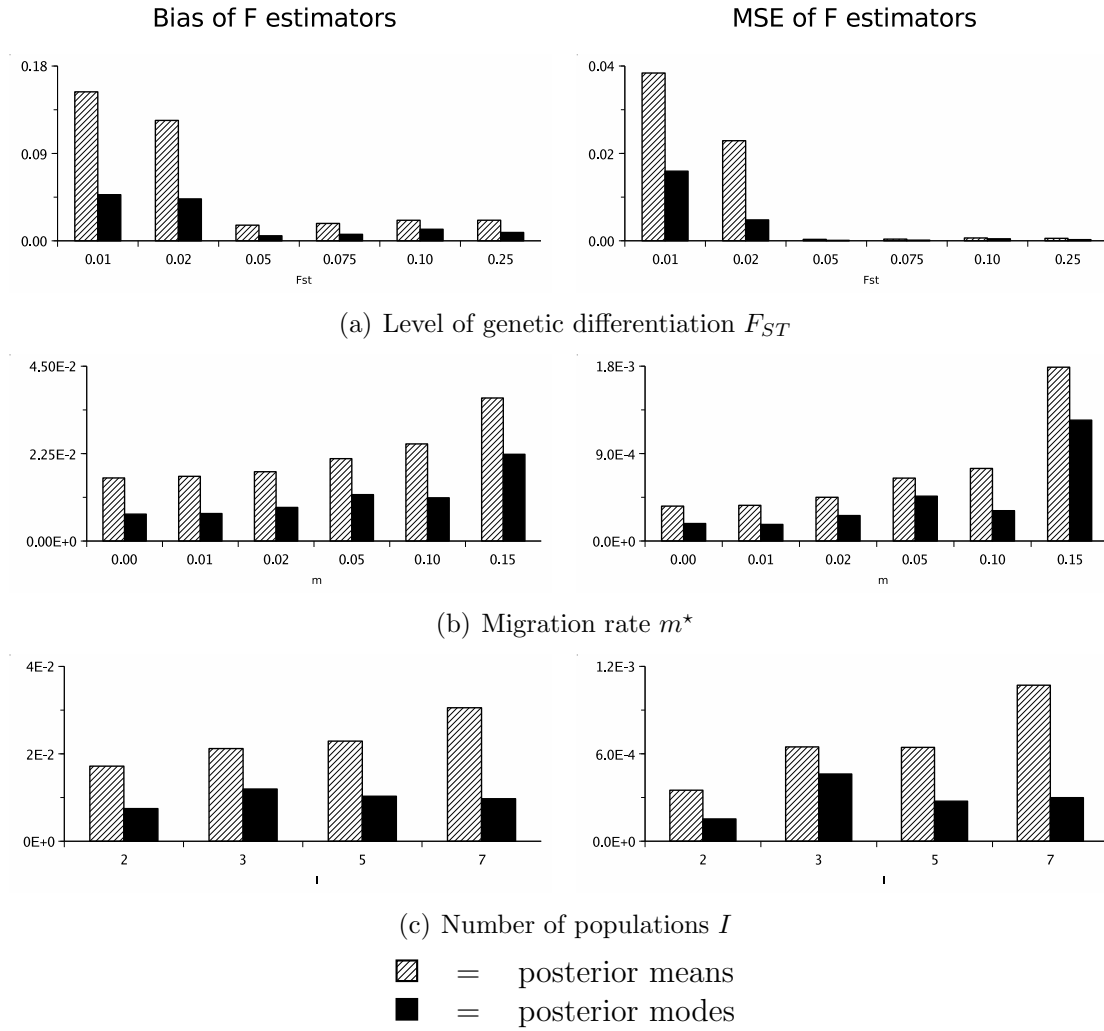 Bias of F estimators
MSE of F estimators
0.18
0.09
0.00
0.01 0.02 0.05 0.075 0.10 0.25
Fst
0.04
0.02
0.00
0.01 0.02 0.05 0.075 0.10 0.25
Fst
(a) Level of genetic differentiation F_ST
4.50E-2
2.25E-2
0.00E+0
0.00 0.01 0.02 0.05 0.10 0.15
m
1.8E-3
9.0E-4
0.0E+0
0.00 0.01 0.02 0.05 0.10 0.15
m
(b) Migration rate m⋆
4E-2
2E-2
0E+0
2 3 5 7
I
1.2E-3
6.0E-4
0.0E+0
2 3 5 7
I
(c) Number of populations I
= posterior means
= posterior modes